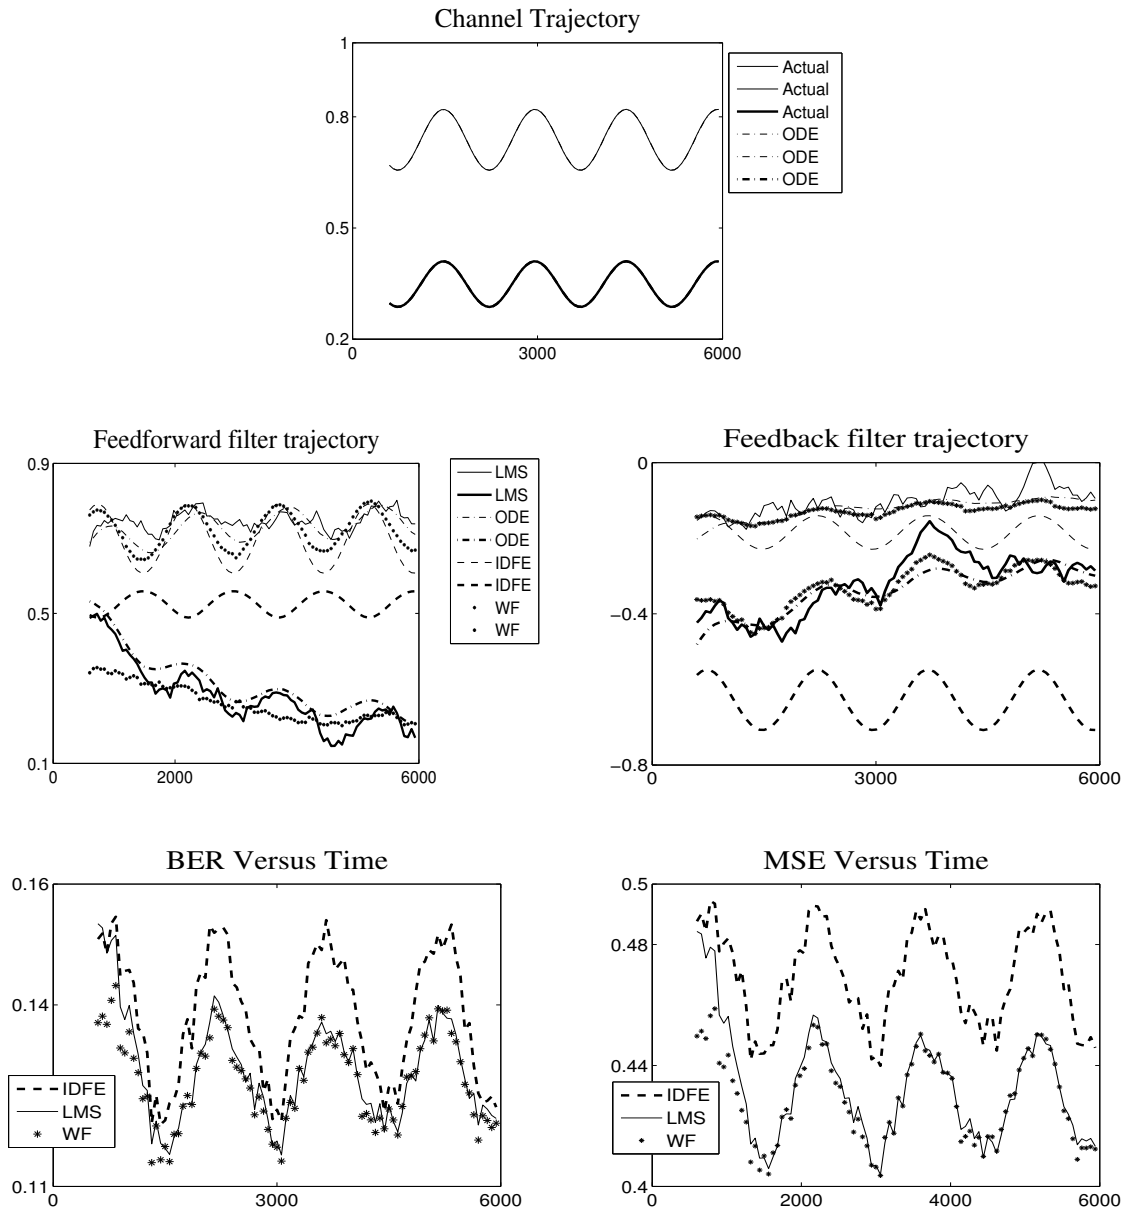 Channel Trajectory
1
0.8
0.5
0.2
0
3000
6000
Actual
Actual
Actual
ODE
ODE
ODE
Feedforward filter trajectory
0.9
0.5
0.1
0
2000
6000
LMS
LMS
ODE
ODE
IDFE
IDFE
WF
WF
Feedback filter trajectory
0
−0.4
−0.8
0
3000
6000
BER Versus Time
0.16
0.14
0.11
0
3000
6000
IDFE
LMS
WF
MSE Versus Time
0.5
0.48
0.44
0.4
0
2000
4000
6000
IDFE
LMS
WF